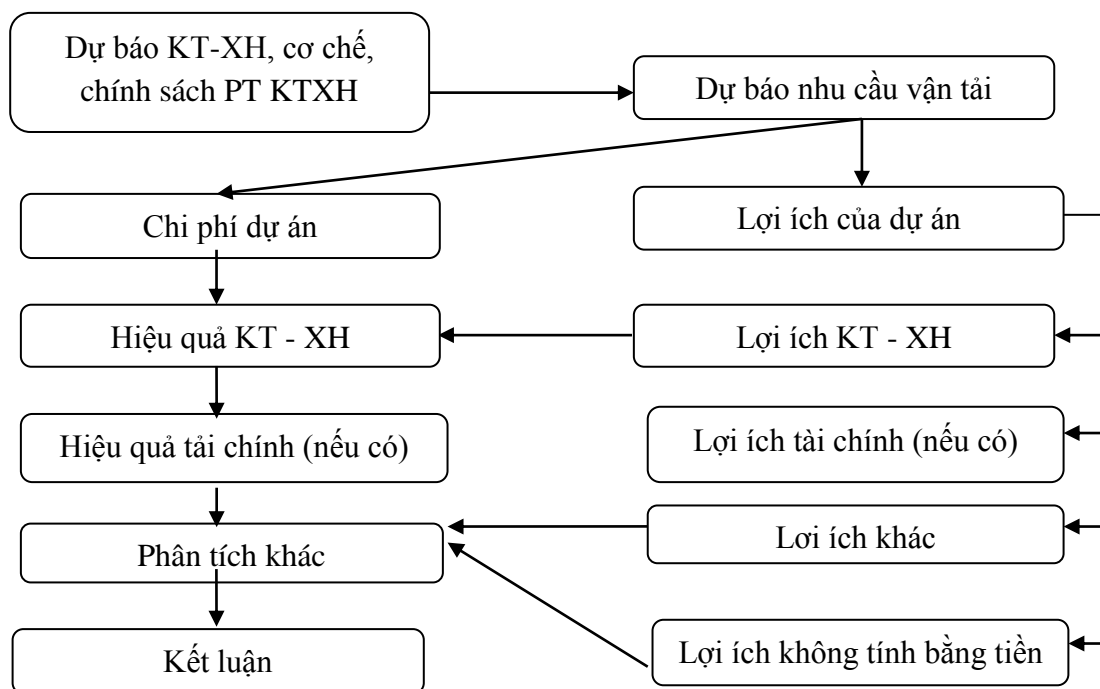 Dự báo KT-XH, cơ chế,
chính sách PT KTXH
Dự báo nhu cầu vận tải
Chi phí dự án
Lợi ích của dự án
Hiệu quả KT - XH
Lợi ích KT - XH
Hiệu quả tải chính (nếu có)
Lợi ích tài chính (nếu có)
Phân tích khác
Lơi ích khác
Kết luận
Lợi ích không tính bằng tiền